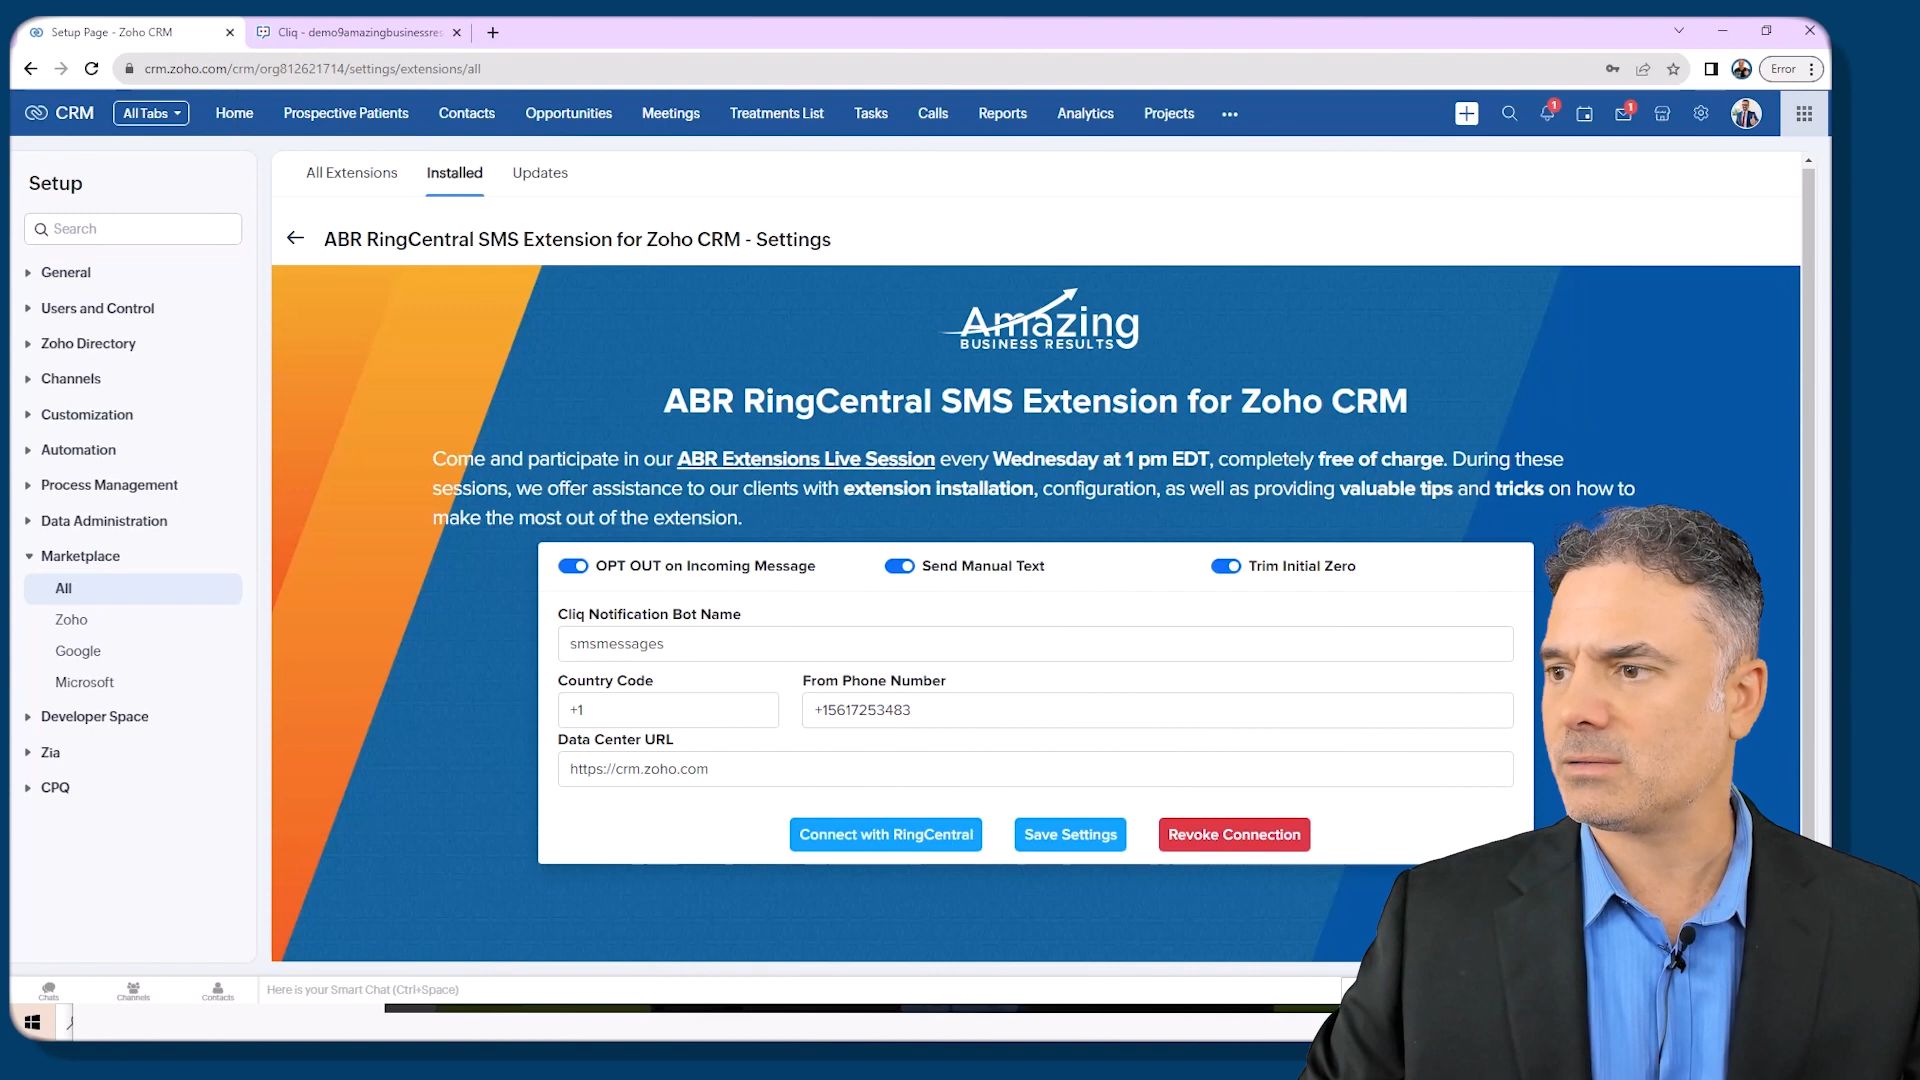 Setup Page - Zoho CRM
Cliq - demo9amazingbusinessres
crm.zoho.com/crm/org812621714/settings/extensions/all
Error
CRM
All Tabs
Home
Prospective Patients
Contacts
Opportunities
Meetings
Treatments List
Tasks
Calls
Reports
Analytics
Projects
1
1
Setup
Search
General
Users and Control
Zoho Directory
Channels
Customization
Automation
Process Management
Data Administration
Marketplace
All
Zoho
Google
Microsoft
Developer Space
Zia
CPQ
All Extensions
Installed
Updates
ABR RingCentral SMS Extension for Zoho CRM - Settings
Amazing
BUSINESS RESULTS
ABR RingCentral SMS Extension for Zoho CRM
Come and participate in our ABR Extensions Live Session every Wednesday at 1 pm EDT, completely free of charge. During these
sessions, we offer assistance to our clients with extension installation, configuration, as well as providing valuable tips and tricks on how to
make the most out of the extension.
OPT OUT on Incoming Message
Send Manual Text
Trim Initial Zero
Cliq Notification Bot Name
smsmessages
Country Code
From Phone Number
+1
+15617253483
Data Center URL
https://crm.zoho.com
Connect with RingCentral
Save Settings
Revoke Connection
Chats
Channels
Contacts
Here is your Smart Chat (Ctrl+Space)